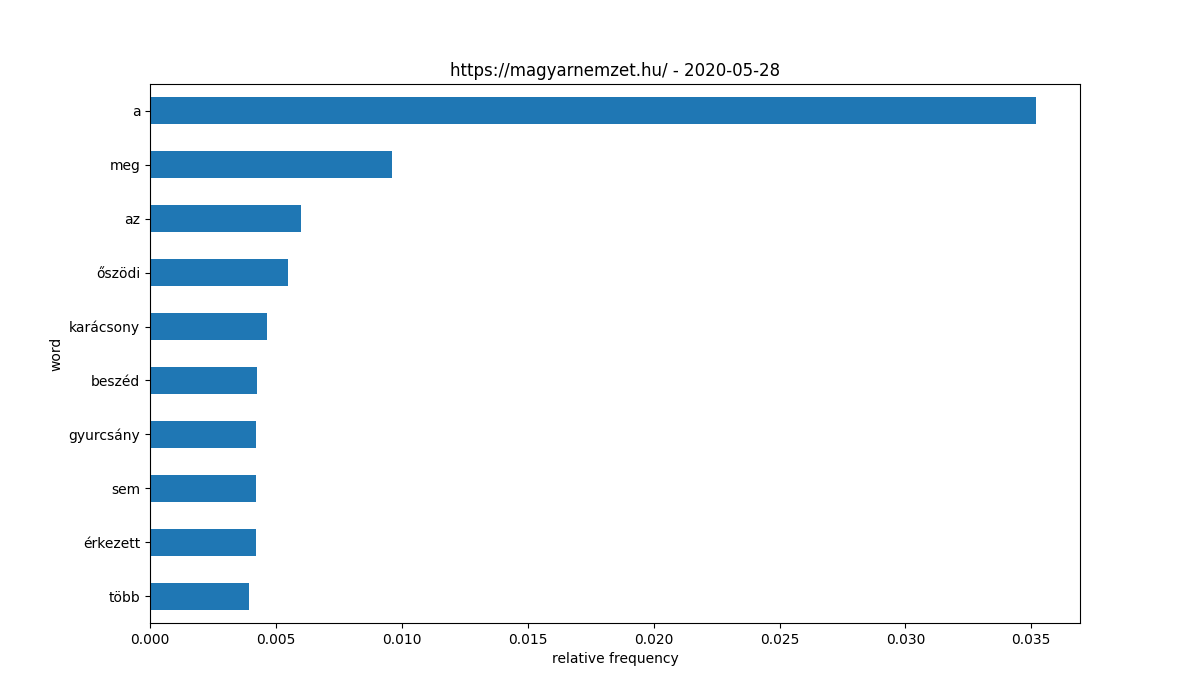 https://magyarnemzet.hu/ - 2020-05-28
word
a
meg
az
őszödi
karácsony
beszéd
gyurcsány
sem
érkezett
több
0.000 0.005 0.010 0.015 0.020 0.025 0.030 0.035
relative frequency